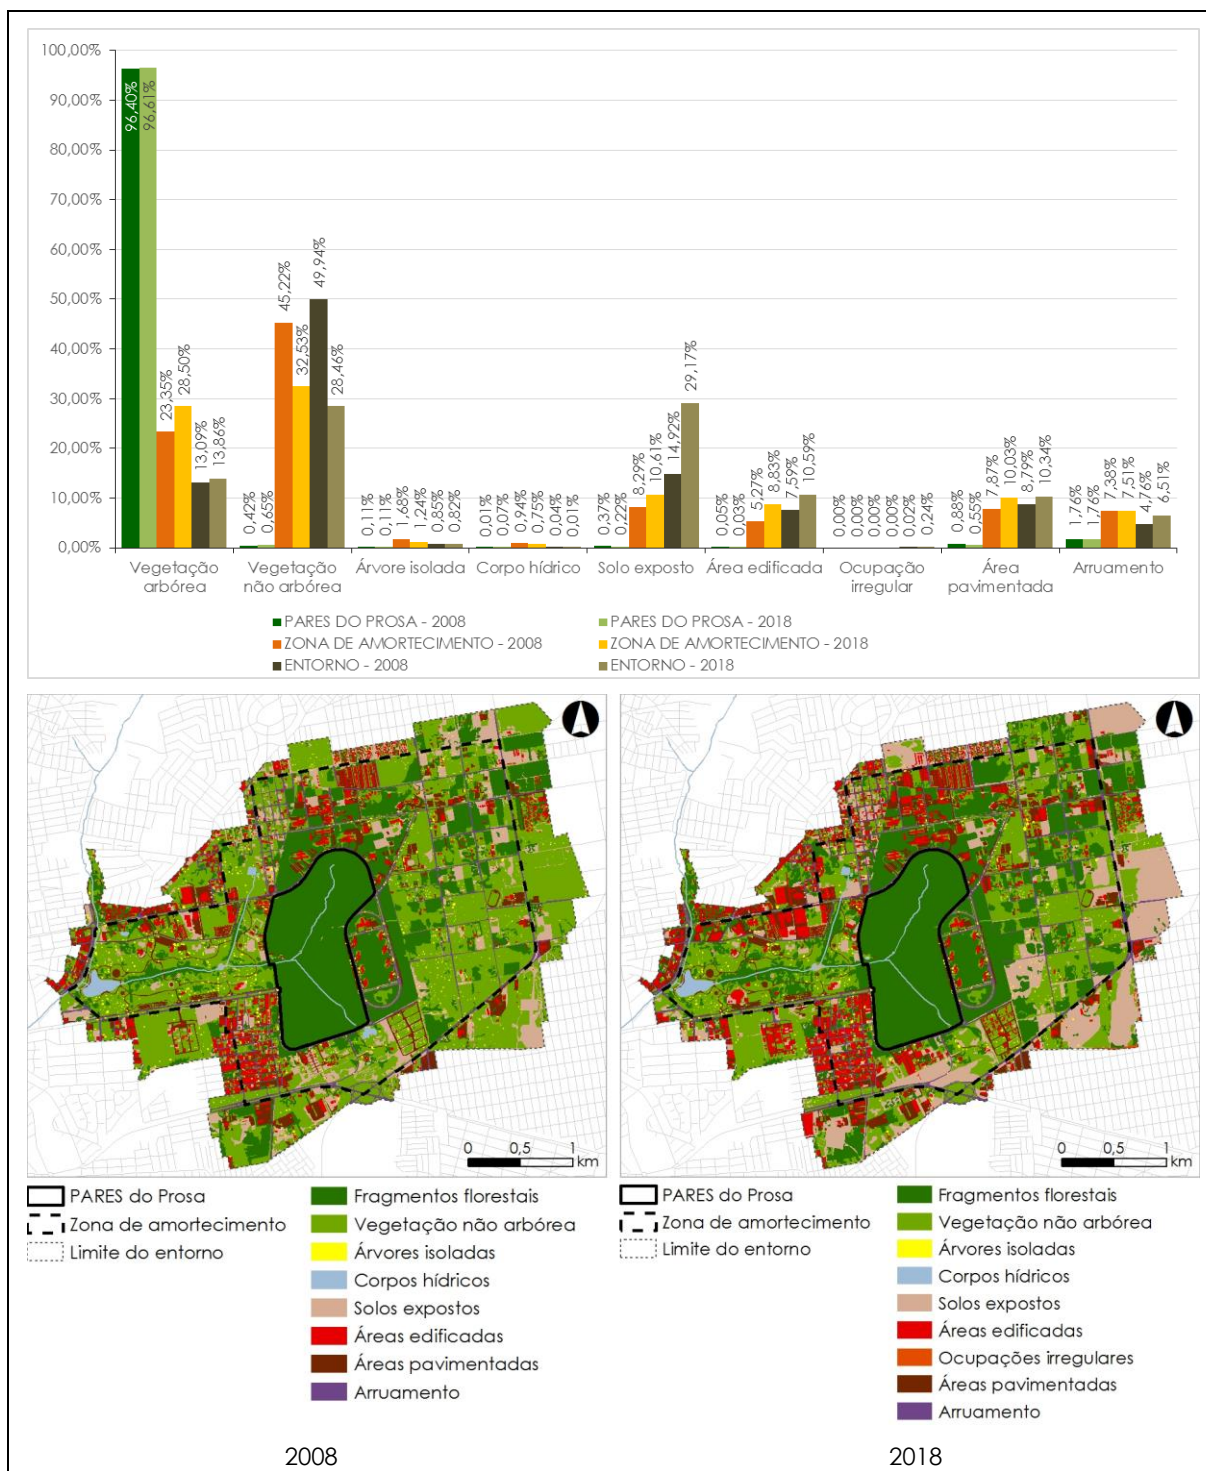 100,00%
90,00%
80,00%
70,00%
60,00%
50,00%
40,00%
30,00%
20,00%
10,00%
0,00%
96,40%
96,61%
23,35%
28,50%
13,09%
13,86%
0,42%
0,65%
45,22%
32,53%
49,94%
28,46%
0,11%
0,11%
1,68%
1,24%
0,85%
0,82%
0,01%
0,07%
0,94%
0,75%
0,04%
0,01%
0,37%
0,22%
8,29%
10,61%
14,92%
29,17%
0,05%
0,03%
5,27%
8,83%
7,59%
10,59%
0,00%
0,00%
0,00%
0,00%
0,02%
0,24%
0,88%
0,55%
7,87%
10,03%
8,79%
10,34%
1,76%
1,76%
7,38%
7,51%
4,76%
6,51%
Vegetação
arbórea
Vegetação
não arbórea
Árvore isolada
Corpo hídrico
Solo exposto
Área edificada
Ocupação
irregular
Área
pavimentada
Arruamento
PARES DO PROSA - 2008
PARES DO PROSA - 2018
ZONA DE AMORTECIMENTO - 2008
ZONA DE AMORTECIMENTO - 2018
ENTORNO - 2008
ENTORNO - 2018
0 0,5 1
km
0 0,5 1
km
PARES do Prosa
Zona de amortecimento
Limite do entorno
Fragmentos florestais
Vegetação não arbórea
Árvores isoladas
Corpos hídricos
Solos expostos
Áreas edificadas
Áreas pavimentadas
Arruamento
PARES do Prosa
Zona de amortecimento
Limite do entorno
Fragmentos florestais
Vegetação não arbórea
Árvores isoladas
Corpos hídricos
Solos expostos
Áreas edificadas
Ocupações irregulares
Áreas pavimentadas
Arruamento
2008
2018